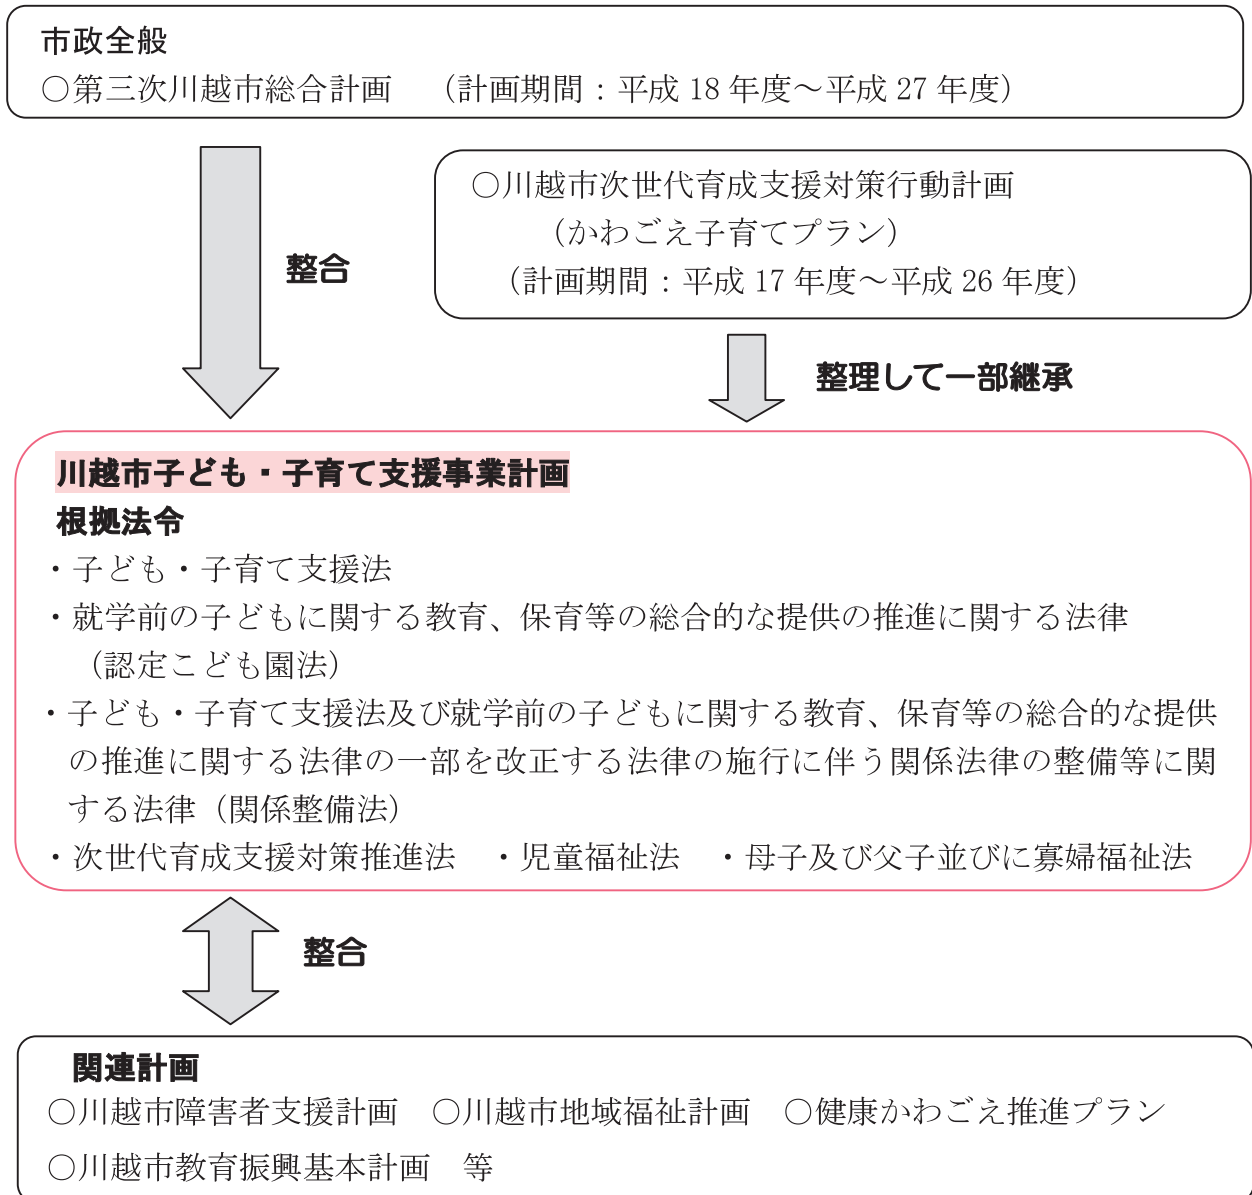 市政全般
○第三次川越市総合計画　（計画期間：平成 18 年度～平成 27 年度）
○川越市次世代育成支援対策行動計画
（かわごえ子育てプラン）
（計画期間：平成 17 年度～平成 26 年度）
整合
整理して一部継承
川越市子ども・子育て支援事業計画
根拠法令
・子ども・子育て支援法
・就学前の子どもに関する教育、保育等の総合的な提供の推進に関する法律
（認定こども園法）
・子ども・子育て支援法及び就学前の子どもに関する教育、保育等の総合的な提供
の推進に関する法律の一部を改正する法律の施行に伴う関係法律の整備等に関
する法律（関係整備法）
・次世代育成支援対策推進法　・児童福祉法　・母子及び父子並びに寡婦福祉法
整合
関連計画
○川越市障害者支援計画　○川越市地域福祉計画　○健康かわごえ推進プラン
○川越市教育振興基本計画　等